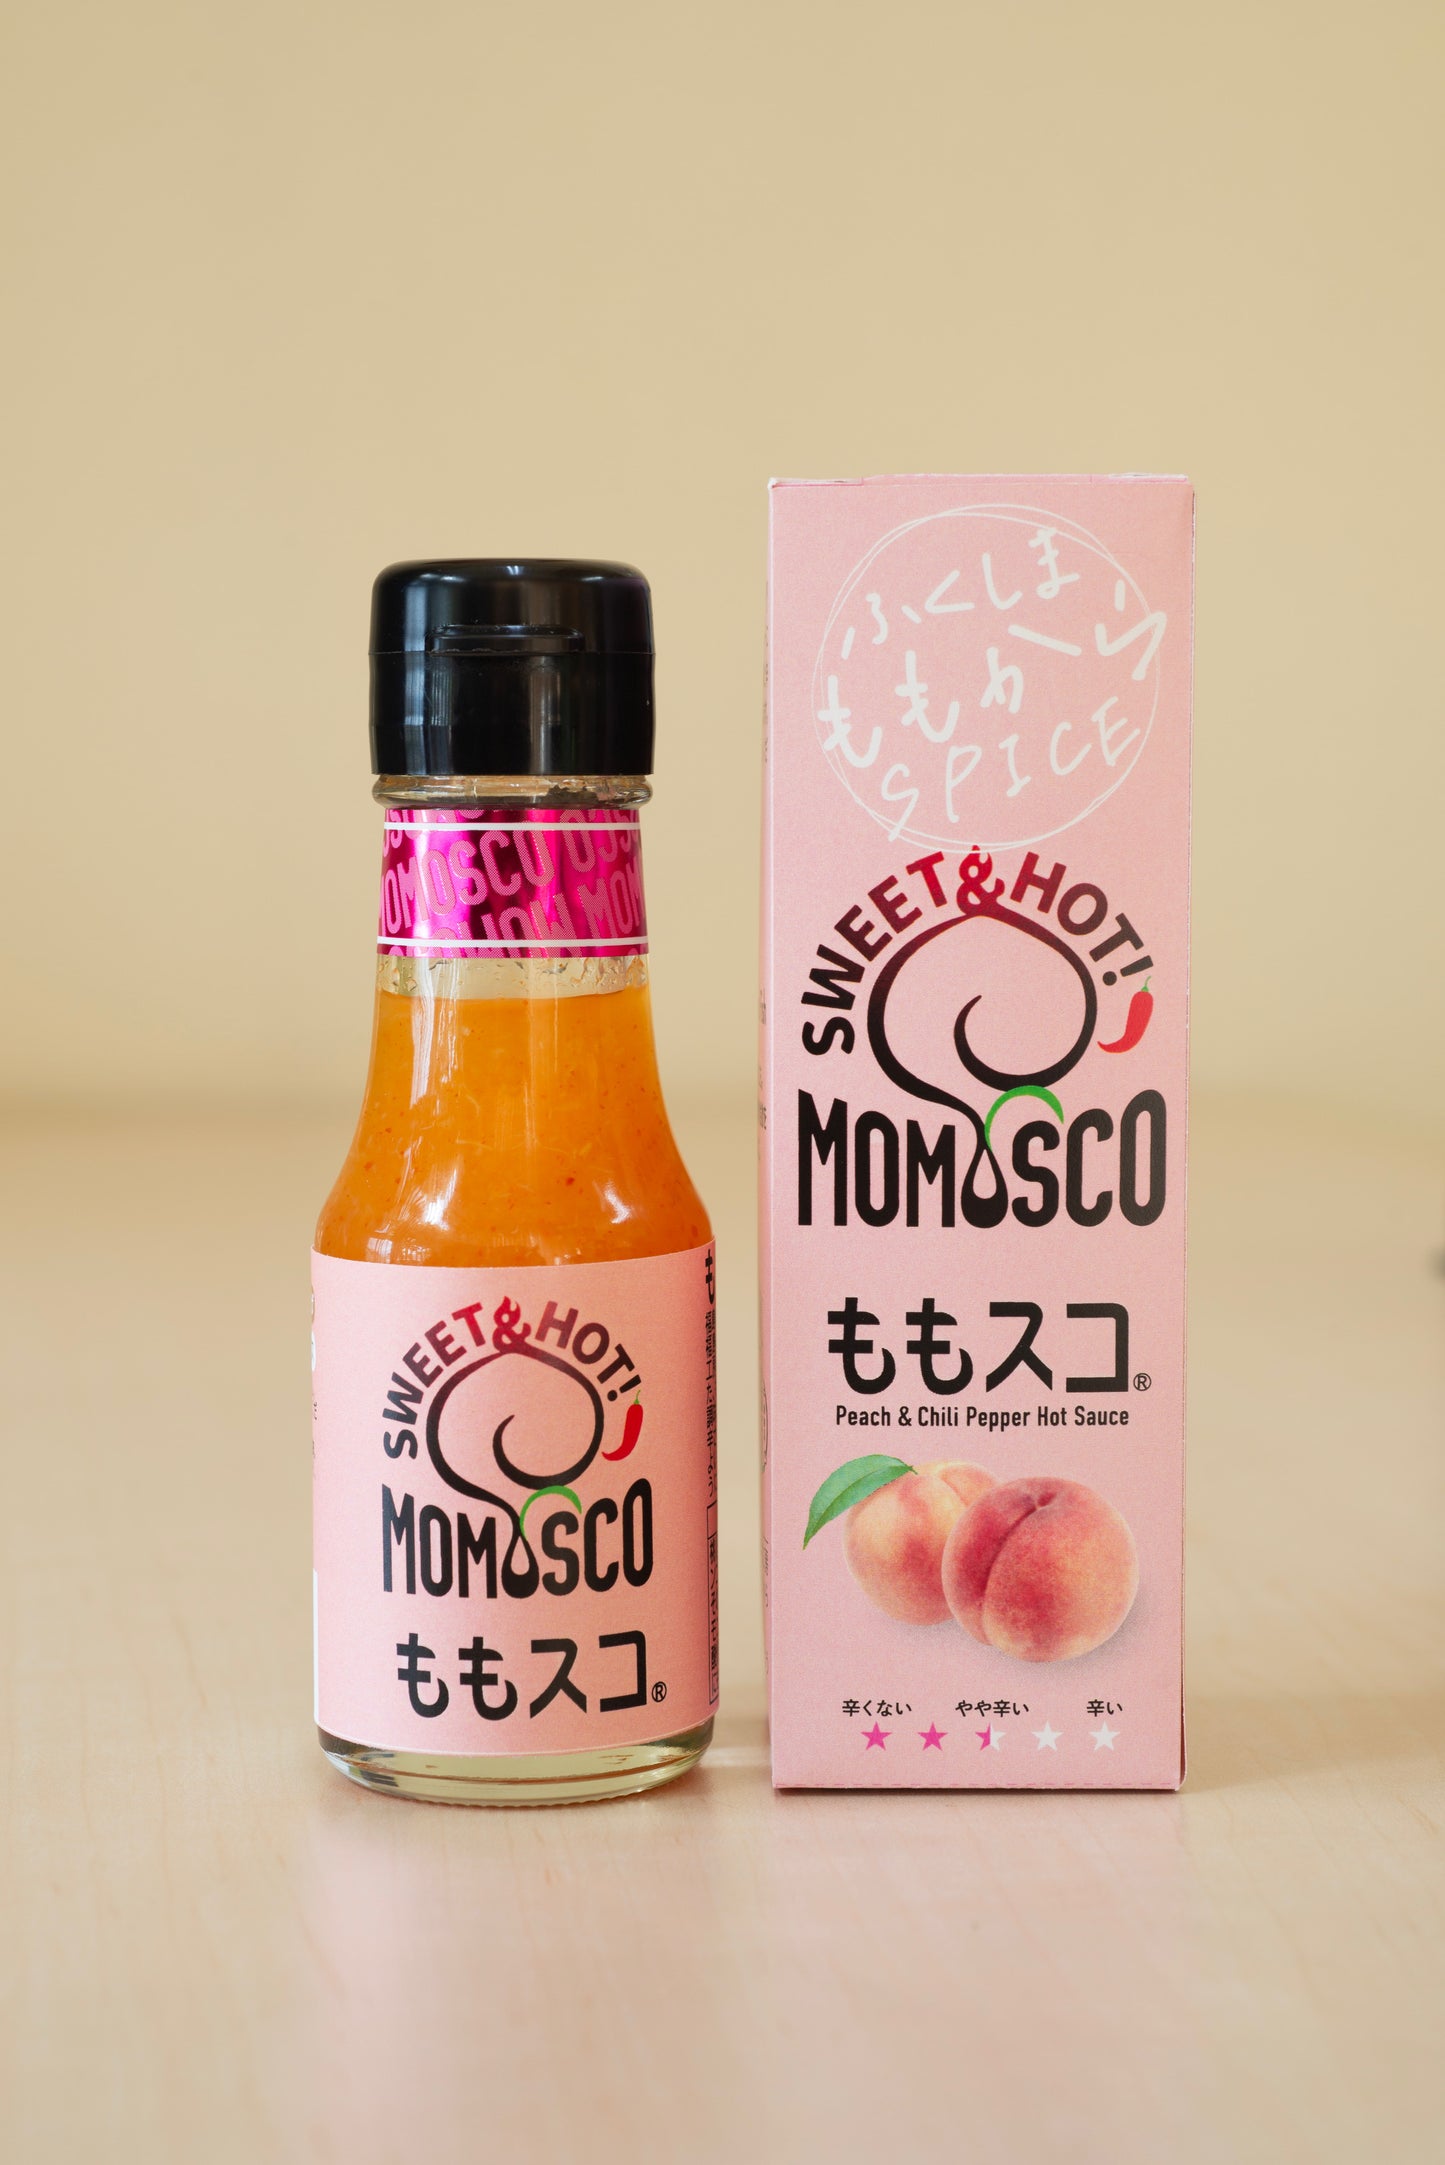 MOMOSCO
SWEET & HOT!
MOMOSCO
ももスコ®
ふくしま
ももから
SPICE
SWEET & HOT!
MOMOSCO
ももスコ®
Peach & Chili Pepper Hot Sauce
辛くない やや辛い 辛い